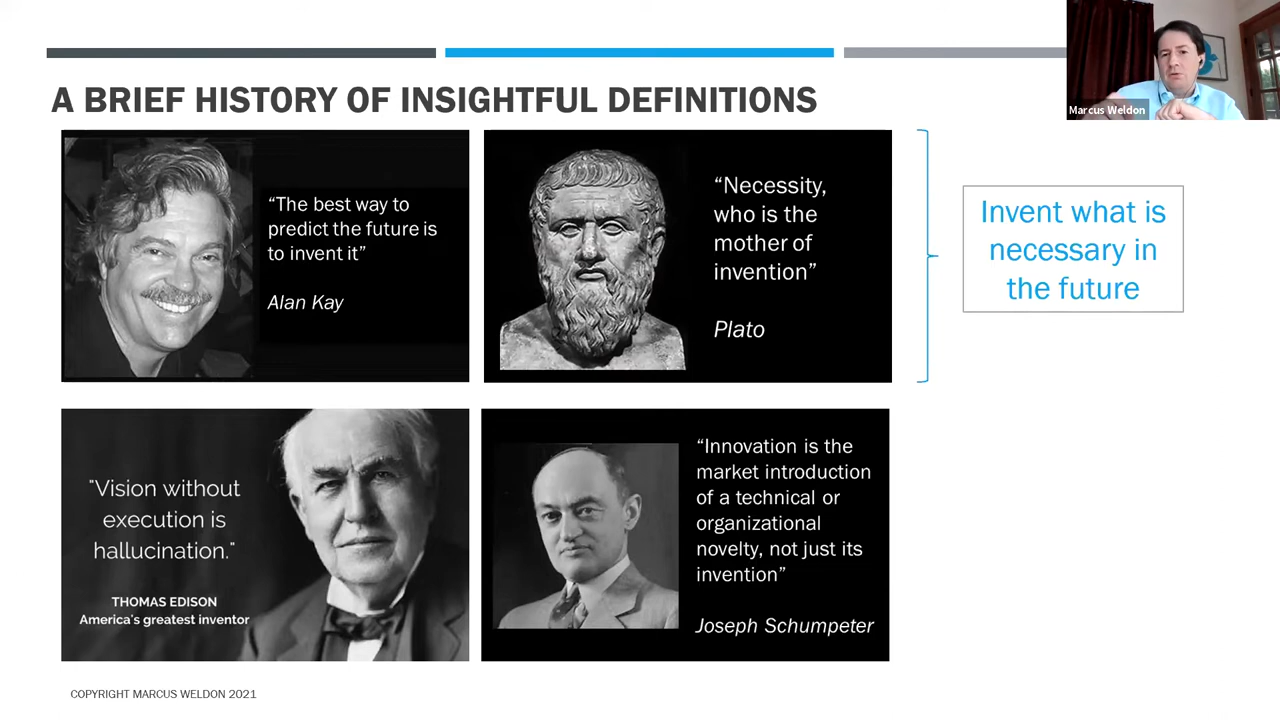 Marcus Weldon
A BRIEF HISTORY OF INSIGHTFUL DEFINITIONS
“The best way to
predict the future is
to invent it”
Alan Kay
“Necessity,
who is the
mother of
invention”
Plato
Invent what is
necessary in
the future
"Vision without
execution is
hallucination."
THOMAS EDISON
America's greatest inventor
“Innovation is the
market introduction
of a technical or
organizational
novelty, not just its
invention”
Joseph Schumpeter
COPYRIGHT MARCUS WELDON 2021